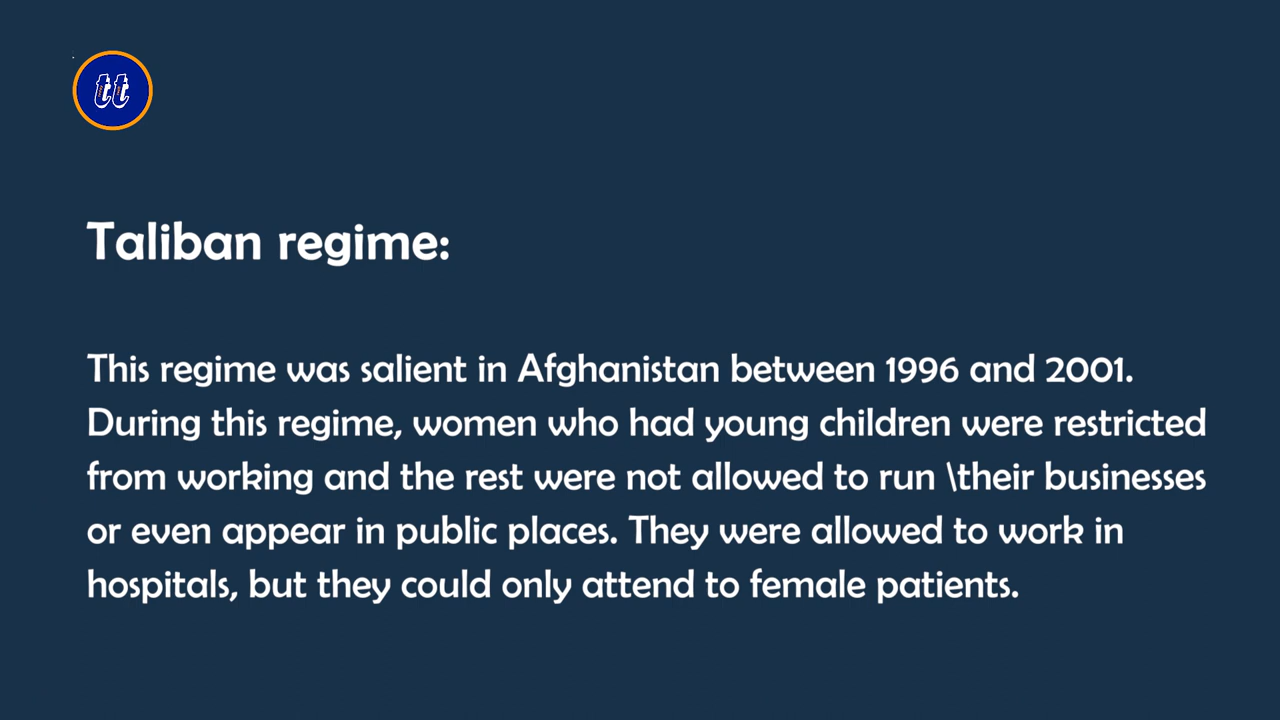 tt
Taliban regime:
This regime was salient in Afghanistan between 1996 and 2001.
During this regime, women who had young children were restricted
from working and the rest were not allowed to run \their businesses
or even appear in public places. They were allowed to work in
hospitals, but they could only attend to female patients.